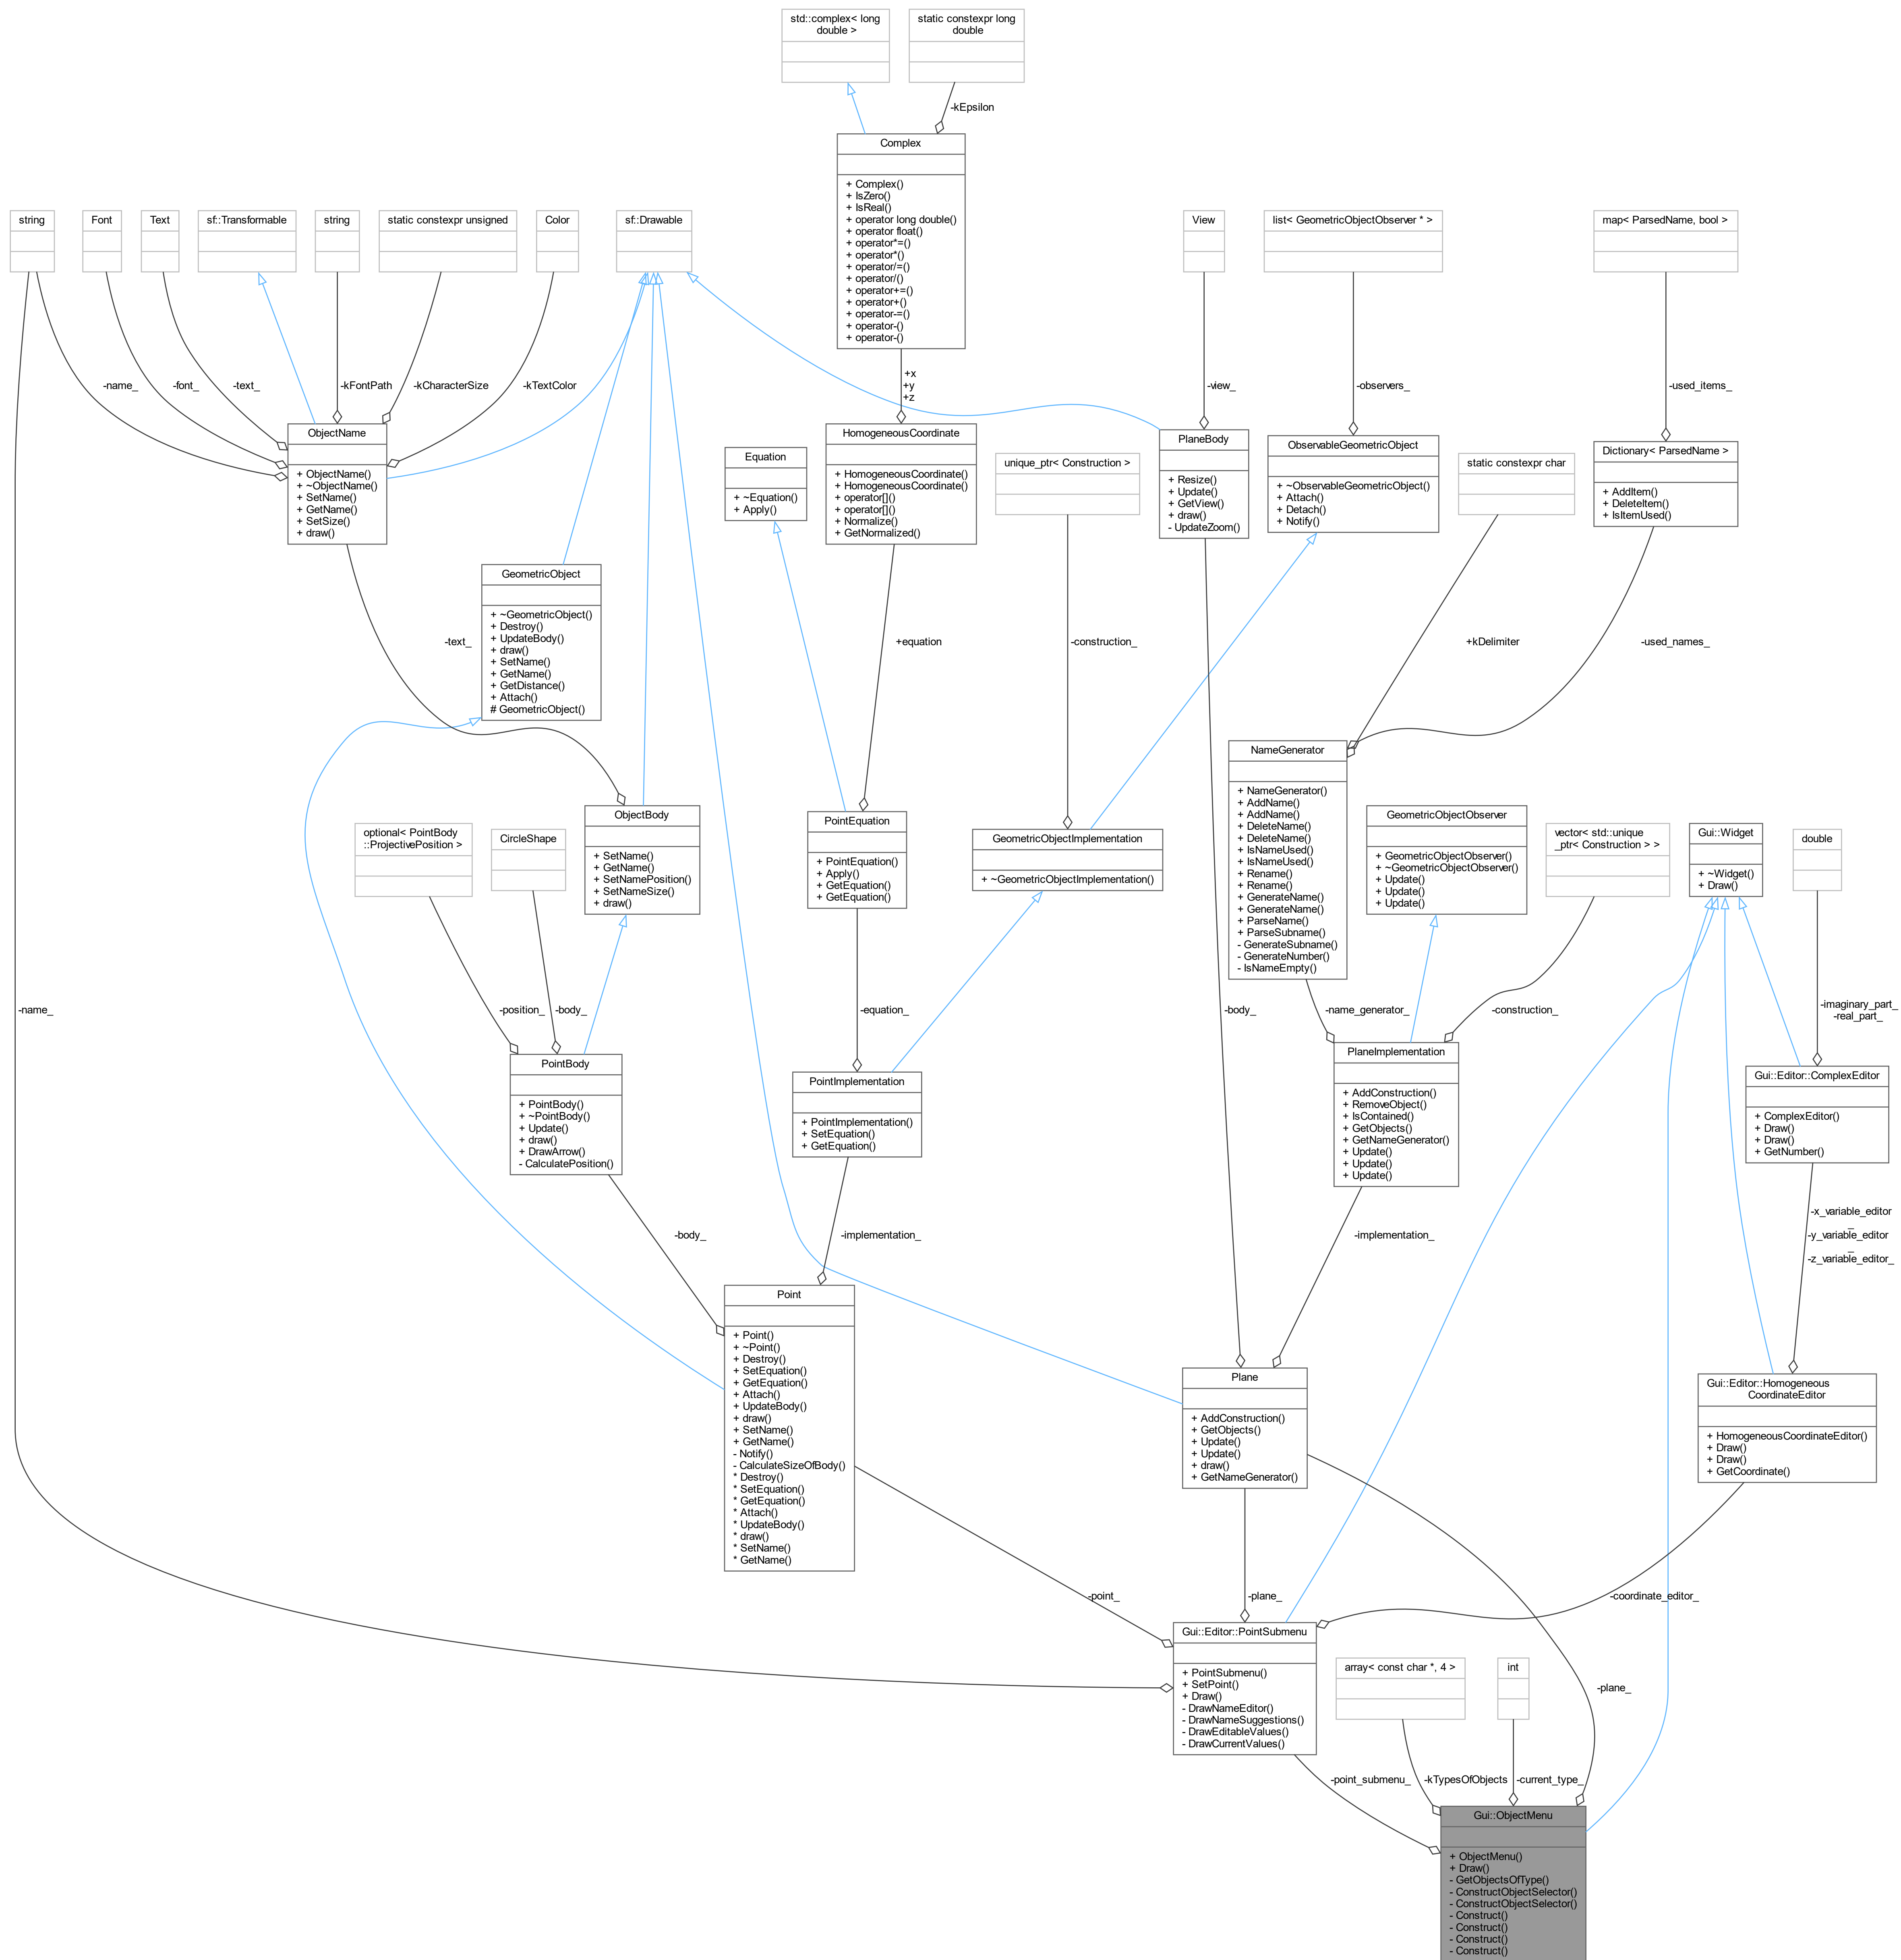 std::complex< long
double >
static constexpr long
double
-kEpsilon
Complex
+ Complex()
+ IsZero()
+ IsReal()
+ operator long double()
+ operator float()
+ operator*=()
+ operator*()
+ operator/=()
+ operator/()
+ operator+=()
+ operator+()
+ operator-=()
+ operator-()
+ operator-()
string
Font
Text
sf::Transformable
string
static constexpr unsigned
Color
sf::Drawable
View
list< GeometricObjectObserver * >
map< ParsedName, bool >
-name_
-font_
-text_
-kFontPath
-kCharacterSize
-kTextColor
+x
+y
+z
-view_
-observers_
-used_items_
ObjectName
+ ObjectName()
+ ~ObjectName()
+ SetName()
+ GetName()
+ SetSize()
+ draw()
Equation
+ ~Equation()
+ Apply()
HomogeneousCoordinate
+ HomogeneousCoordinate()
+ HomogeneousCoordinate()
+ operator[]()
+ operator[]()
+ Normalize()
+ GetNormalized()
unique_ptr< Construction >
PlaneBody
+ Resize()
+ Update()
+ GetView()
+ draw()
- UpdateZoom()
ObservableGeometricObject
+ ~ObservableGeometricObject()
+ Attach()
+ Detach()
+ Notify()
static constexpr char
Dictionary< ParsedName >
+ AddItem()
+ DeleteItem()
+ IsItemUsed()
GeometricObject
+ ~GeometricObject()
+ Destroy()
+ UpdateBody()
+ draw()
+ SetName()
+ GetName()
+ GetDistance()
+ Attach()
# GeometricObject()
-text_
+equation
-construction_
+kDelimiter
-used_names_
NameGenerator
+ NameGenerator()
+ AddName()
+ AddName()
+ DeleteName()
+ DeleteName()
+ IsNameUsed()
+ IsNameUsed()
+ Rename()
+ Rename()
+ GenerateName()
+ GenerateName()
+ ParseName()
+ ParseSubname()
- GenerateSubname()
- GenerateNumber()
- IsNameEmpty()
optional< PointBody
::ProjectivePosition >
CircleShape
ObjectBody
+ SetName()
+ GetName()
+ SetNamePosition()
+ SetNameSize()
+ draw()
PointEquation
+ PointEquation()
+ Apply()
+ GetEquation()
+ GetEquation()
GeometricObjectImplementation
+ ~GeometricObjectImplementation()
GeometricObjectObserver
+ GeometricObjectObserver()
+ ~GeometricObjectObserver()
+ Update()
+ Update()
+ Update()
vector< std::unique
_ptr< Construction > >
Gui::Widget
+ ~Widget()
+ Draw()
double
-name_
-position_
-body_
-equation_
-body_
-name_generator_
-construction_
-imaginary_part_
-real_part_
PointBody
+ PointBody()
+ ~PointBody()
+ Update()
+ draw()
+ DrawArrow()
- CalculatePosition()
PointImplementation
+ PointImplementation()
+ SetEquation()
+ GetEquation()
PlaneImplementation
+ AddConstruction()
+ RemoveObject()
+ IsContained()
+ GetObjects()
+ GetNameGenerator()
+ Update()
+ Update()
+ Update()
Gui::Editor::ComplexEditor
+ ComplexEditor()
+ Draw()
+ Draw()
+ GetNumber()
-body_
-implementation_
-implementation_
-x_variable_editor
_
-y_variable_editor
_
-z_variable_editor_
Point
+ Point()
+ ~Point()
+ Destroy()
+ SetEquation()
+ GetEquation()
+ Attach()
+ UpdateBody()
+ draw()
+ SetName()
+ GetName()
- Notify()
- CalculateSizeOfBody()
* Destroy()
* SetEquation()
* GetEquation()
* Attach()
* UpdateBody()
* draw()
* SetName()
* GetName()
Plane
+ AddConstruction()
+ GetObjects()
+ Update()
+ Update()
+ draw()
+ GetNameGenerator()
Gui::Editor::Homogeneous
CoordinateEditor
+ HomogeneousCoordinateEditor()
+ Draw()
+ Draw()
+ GetCoordinate()
-point_
-plane_
-coordinate_editor_
Gui::Editor::PointSubmenu
+ PointSubmenu()
+ SetPoint()
+ Draw()
- DrawNameEditor()
- DrawNameSuggestions()
- DrawEditableValues()
- DrawCurrentValues()
array< const char *, 4 >
int
-plane_
-point_submenu_
-kTypesOfObjects
-current_type_
Gui::ObjectMenu
+ ObjectMenu()
+ Draw()
- GetObjectsOfType()
- ConstructObjectSelector()
- ConstructObjectSelector()
- Construct()
- Construct()
- Construct()
- Construct()